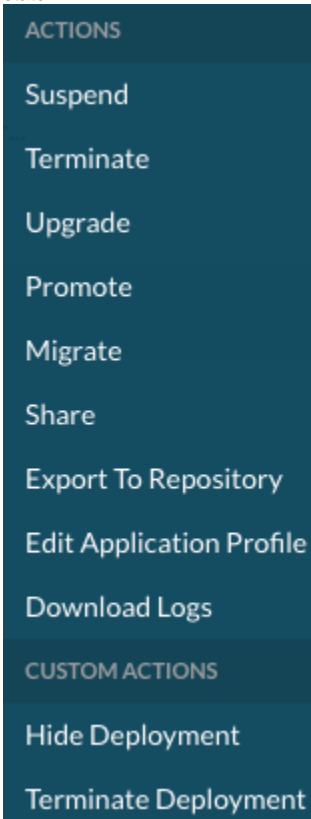 ACTIONS
Suspend
Terminate
Upgrade
Promote
Migrate
Share
Export To Repository
Edit Application Profile
Download Logs
CUSTOM ACTIONS
Hide Deployment
Terminate Deployment